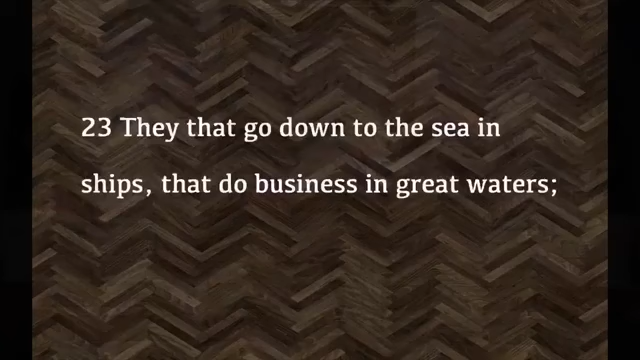 23 They that go down to the sea in
ships, that do business in great waters;